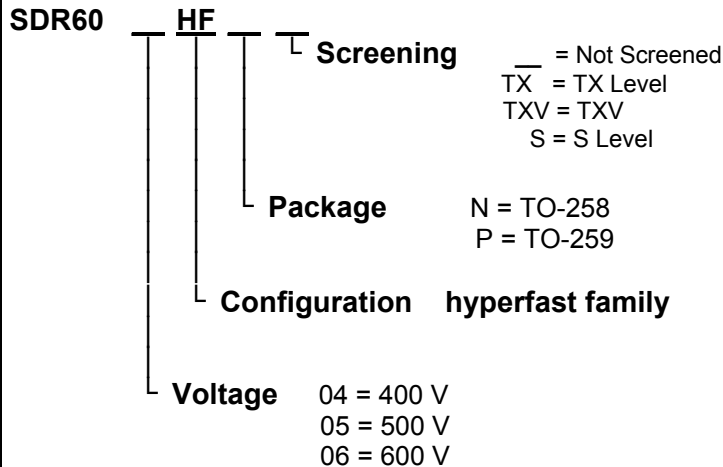 SDR60 __ HF __ __
Screening __ = Not Screened
TX = TX Level
TXV = TXV
S = S Level
Package N = TO-258
P = TO-259
Configuration hyperfast family
Voltage 04 = 400 V
05 = 500 V
06 = 600 V